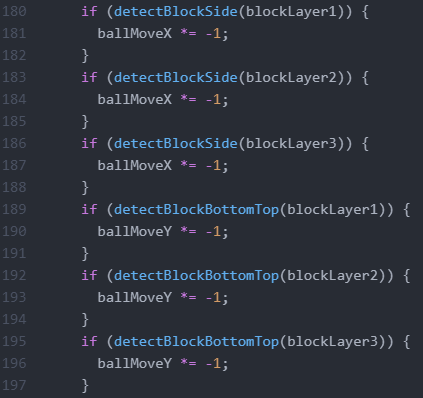 180 if (detectBlockSide(blockLayer1)) {
181 ballMoveX *= -1;
182 }
183 if (detectBlockSide(blockLayer2)) {
184 ballMoveX *= -1;
185 }
186 if (detectBlockSide(blockLayer3)) {
187 ballMoveX *= -1;
188 }
189 if (detectBlockBottomTop(blockLayer1)) {
190 ballMoveY *= -1;
191 }
192 if (detectBlockBottomTop(blockLayer2)) {
193 ballMoveY *= -1;
194 }
195 if (detectBlockBottomTop(blockLayer3)) {
196 ballMoveY *= -1;
197 }